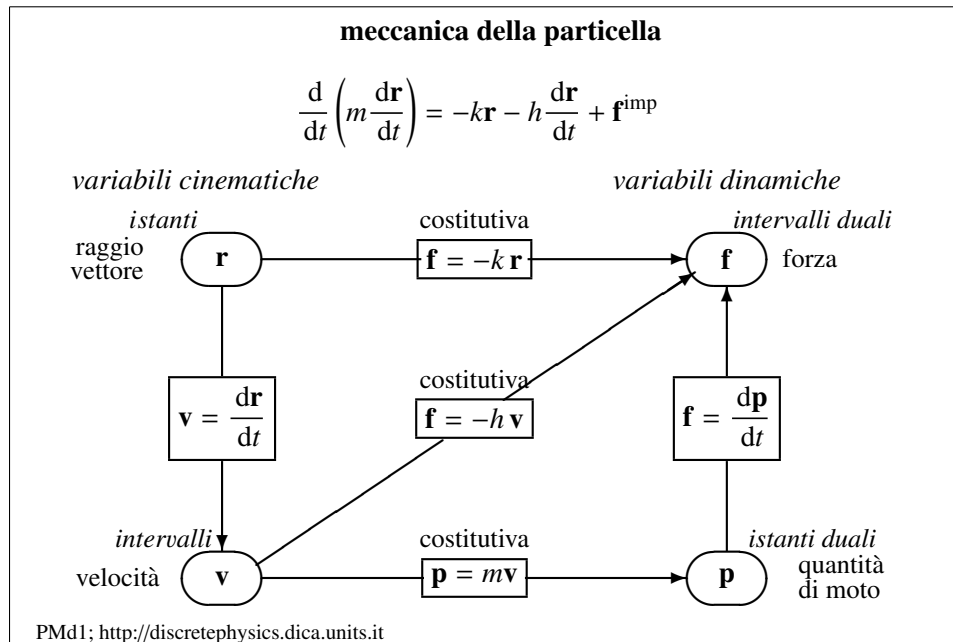 meccanica della particella
d/dt (m dr/dt) = −kr − h dr/dt + f^imp
variabili cinematiche
variabili dinamiche
istanti
costitutiva
intervalli duali
raggio
vettore
r
f = −k r
f
forza
v = dr/dt
costitutiva
f = −h v
f = dp/dt
intervalli
costitutiva
istanti duali
velocità
v
p = mv
p
quantità
di moto
PMd1; http://discretephysics.dica.units.it